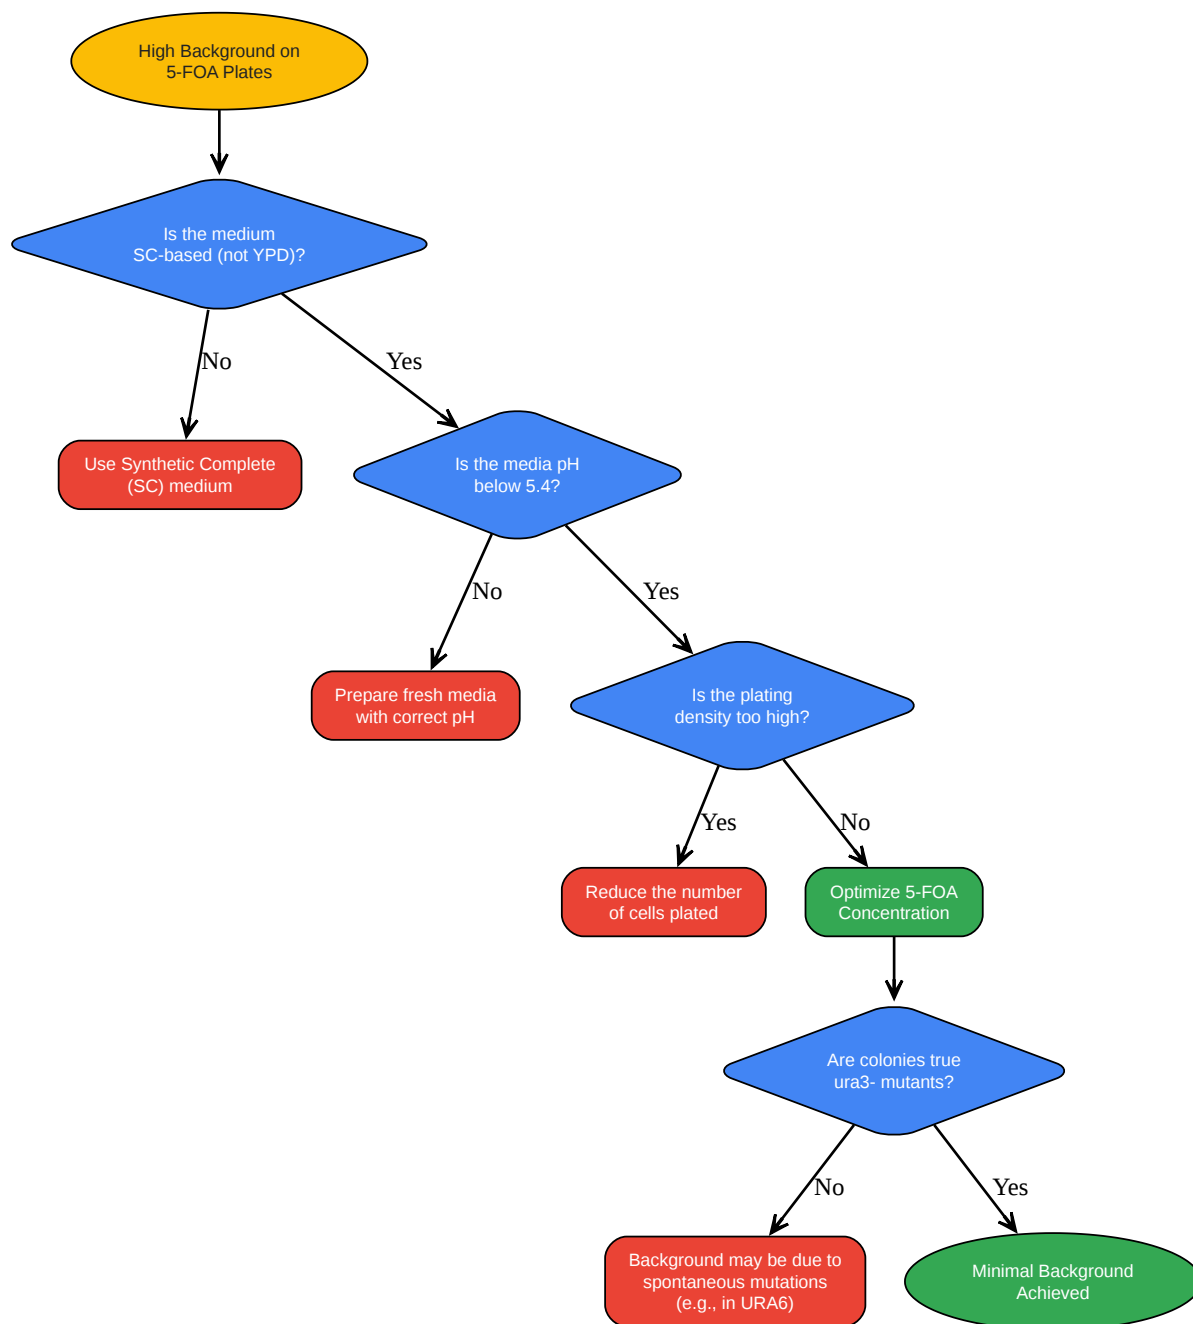 High Background on
5-FOA Plates
Is the medium
SC-based (not YPD)?
No
Yes
Use Synthetic Complete
(SC) medium
Is the media pH
below 5.4?
No
Yes
Prepare fresh media
with correct pH
Is the plating
density too high?
Yes
No
Reduce the number
of cells plated
Optimize 5-FOA
Concentration
Are colonies true
ura3- mutants?
No
Yes
Background may be due to
spontaneous mutations
(e.g., in URA6)
Minimal Background
Achieved